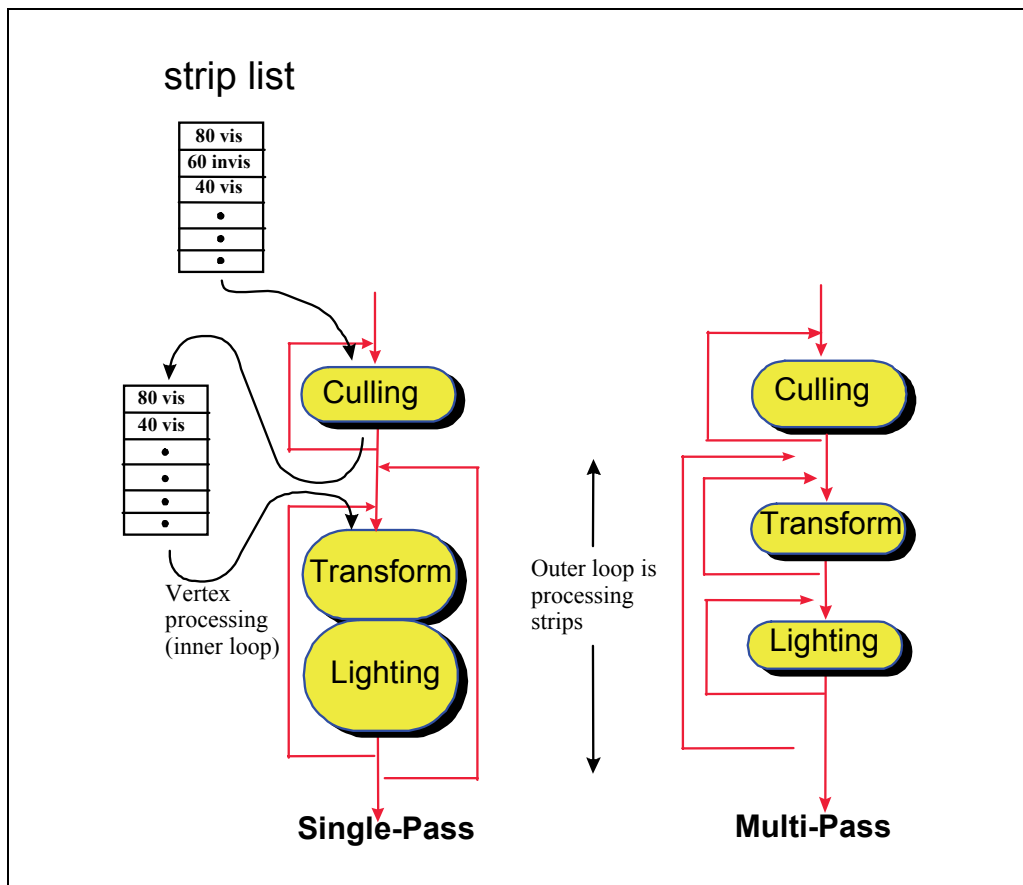 strip list
80 vis
60 invis
40 vis
Culling
80 vis
40 vis
Transform
Lighting
Vertex
processing
(inner loop)
Single-Pass
Outer loop is
processing
strips
Culling
Transform
Lighting
Multi-Pass